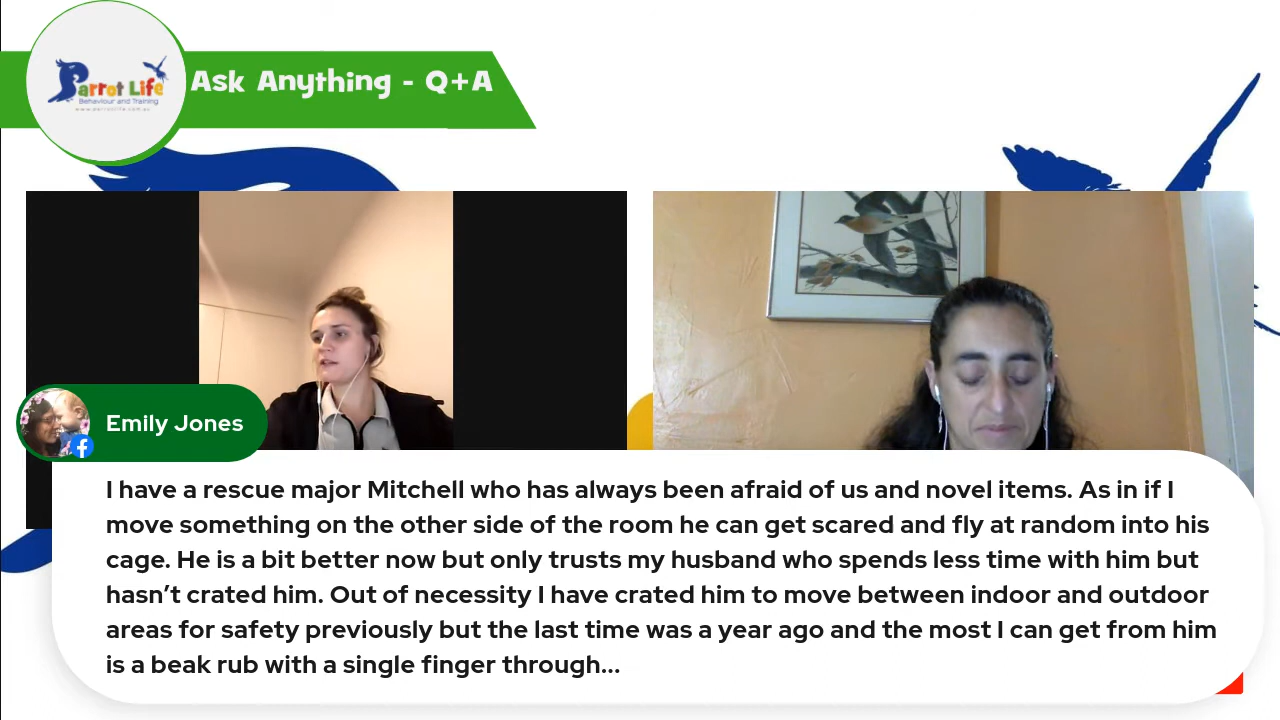 Parrot Life
Behaviour and Training
www.parrotlife.com.au
Ask Anything - Q+A
Emily Jones
I have a rescue major Mitchell who has always been afraid of us and novel items. As in if I
move something on the other side of the room he can get scared and fly at random into his
cage. He is a bit better now but only trusts my husband who spends less time with him but
hasn’t crated him. Out of necessity I have crated him to move between indoor and outdoor
areas for safety previously but the last time was a year ago and the most I can get from him
is a beak rub with a single finger through...